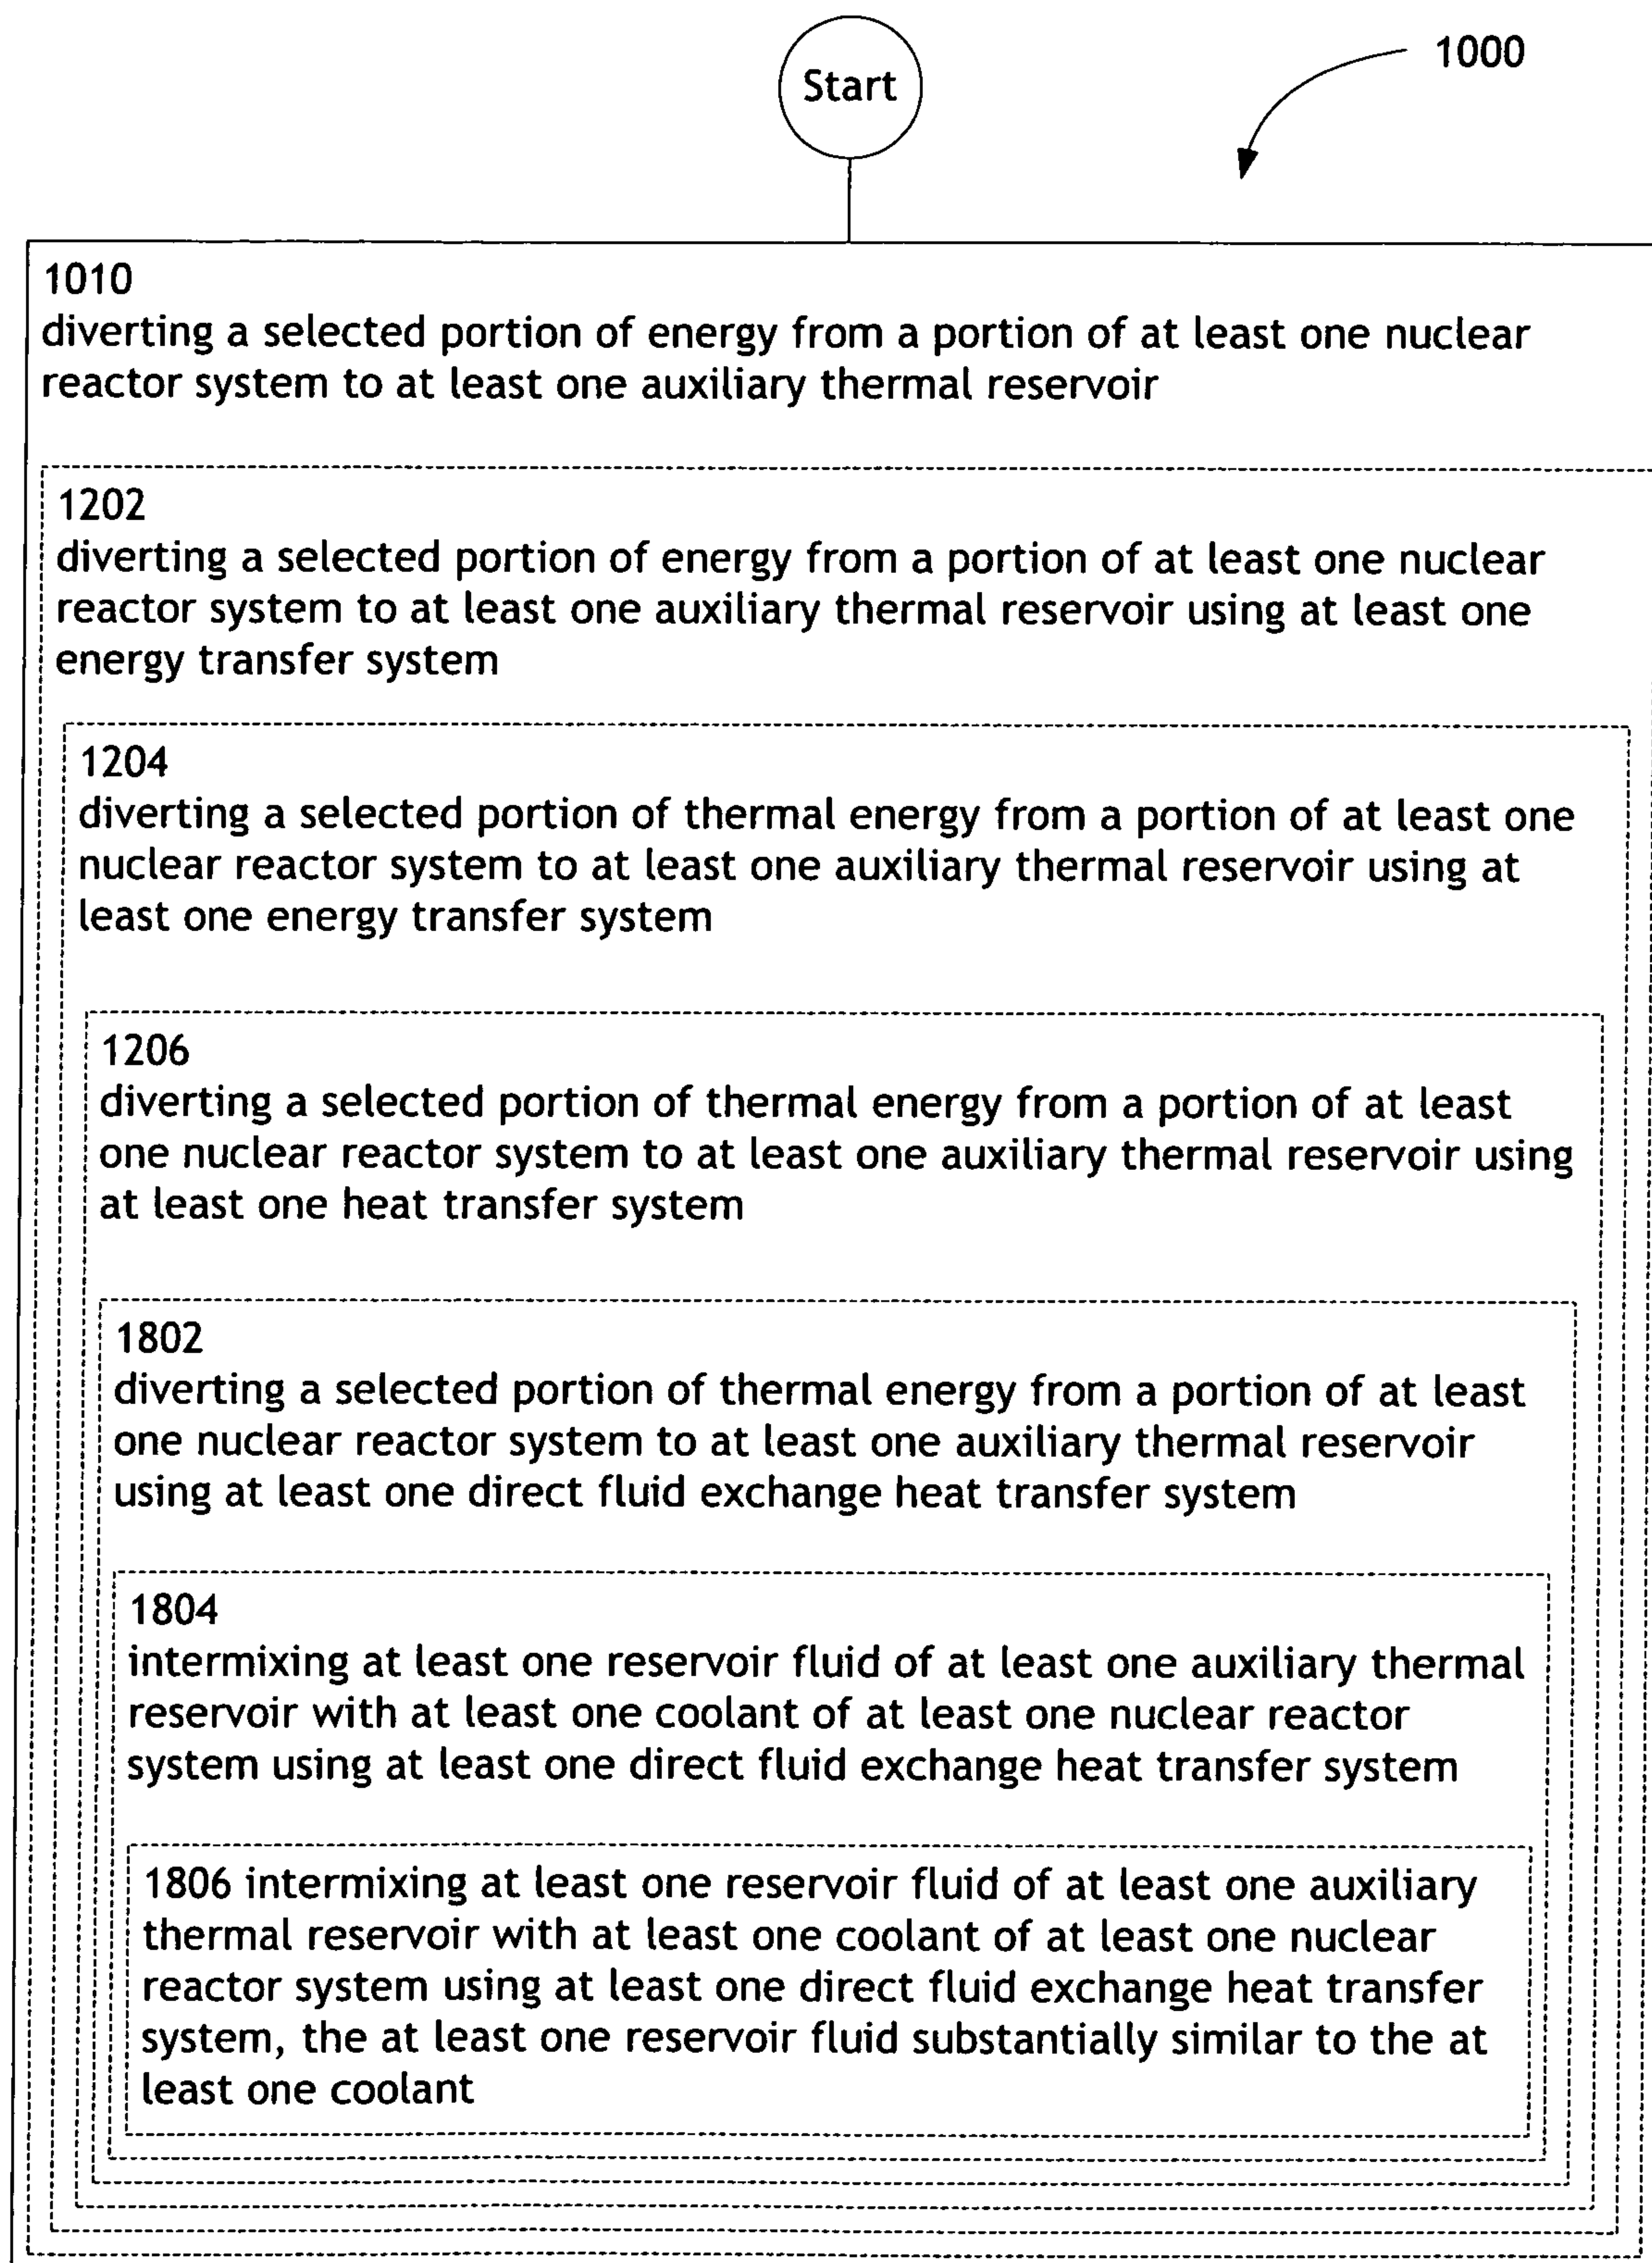 Start
1000
1010
diverting a selected portion of energy from a portion of at least one nuclear
reactor system to at least one auxiliary thermal reservoir
1202
diverting a selected portion of energy from a portion of at least one nuclear
reactor system to at least one auxiliary thermal reservoir using at least one
energy transfer system
1204
diverting a selected portion of thermal energy from a portion of at least one
nuclear reactor system to at least one auxiliary thermal reservoir using at
least one energy transfer system
1206
diverting a selected portion of thermal energy from a portion of at least
one nuclear reactor system to at least one auxiliary thermal reservoir using
at least one heat transfer system
1802
diverting a selected portion of thermal energy from a portion of at least
one nuclear reactor system to at least one auxiliary thermal reservoir
using at least one direct fluid exchange heat transfer system
1804
intermixing at least one reservoir fluid of at least one auxiliary thermal
reservoir with at least one coolant of at least one nuclear reactor
system using at least one direct fluid exchange heat transfer system
1806 intermixing at least one reservoir fluid of at least one auxiliary
thermal reservoir with at least one coolant of at least one nuclear
reactor system using at least one direct fluid exchange heat transfer
system, the at least one reservoir fluid substantially similar to the at
least one coolant